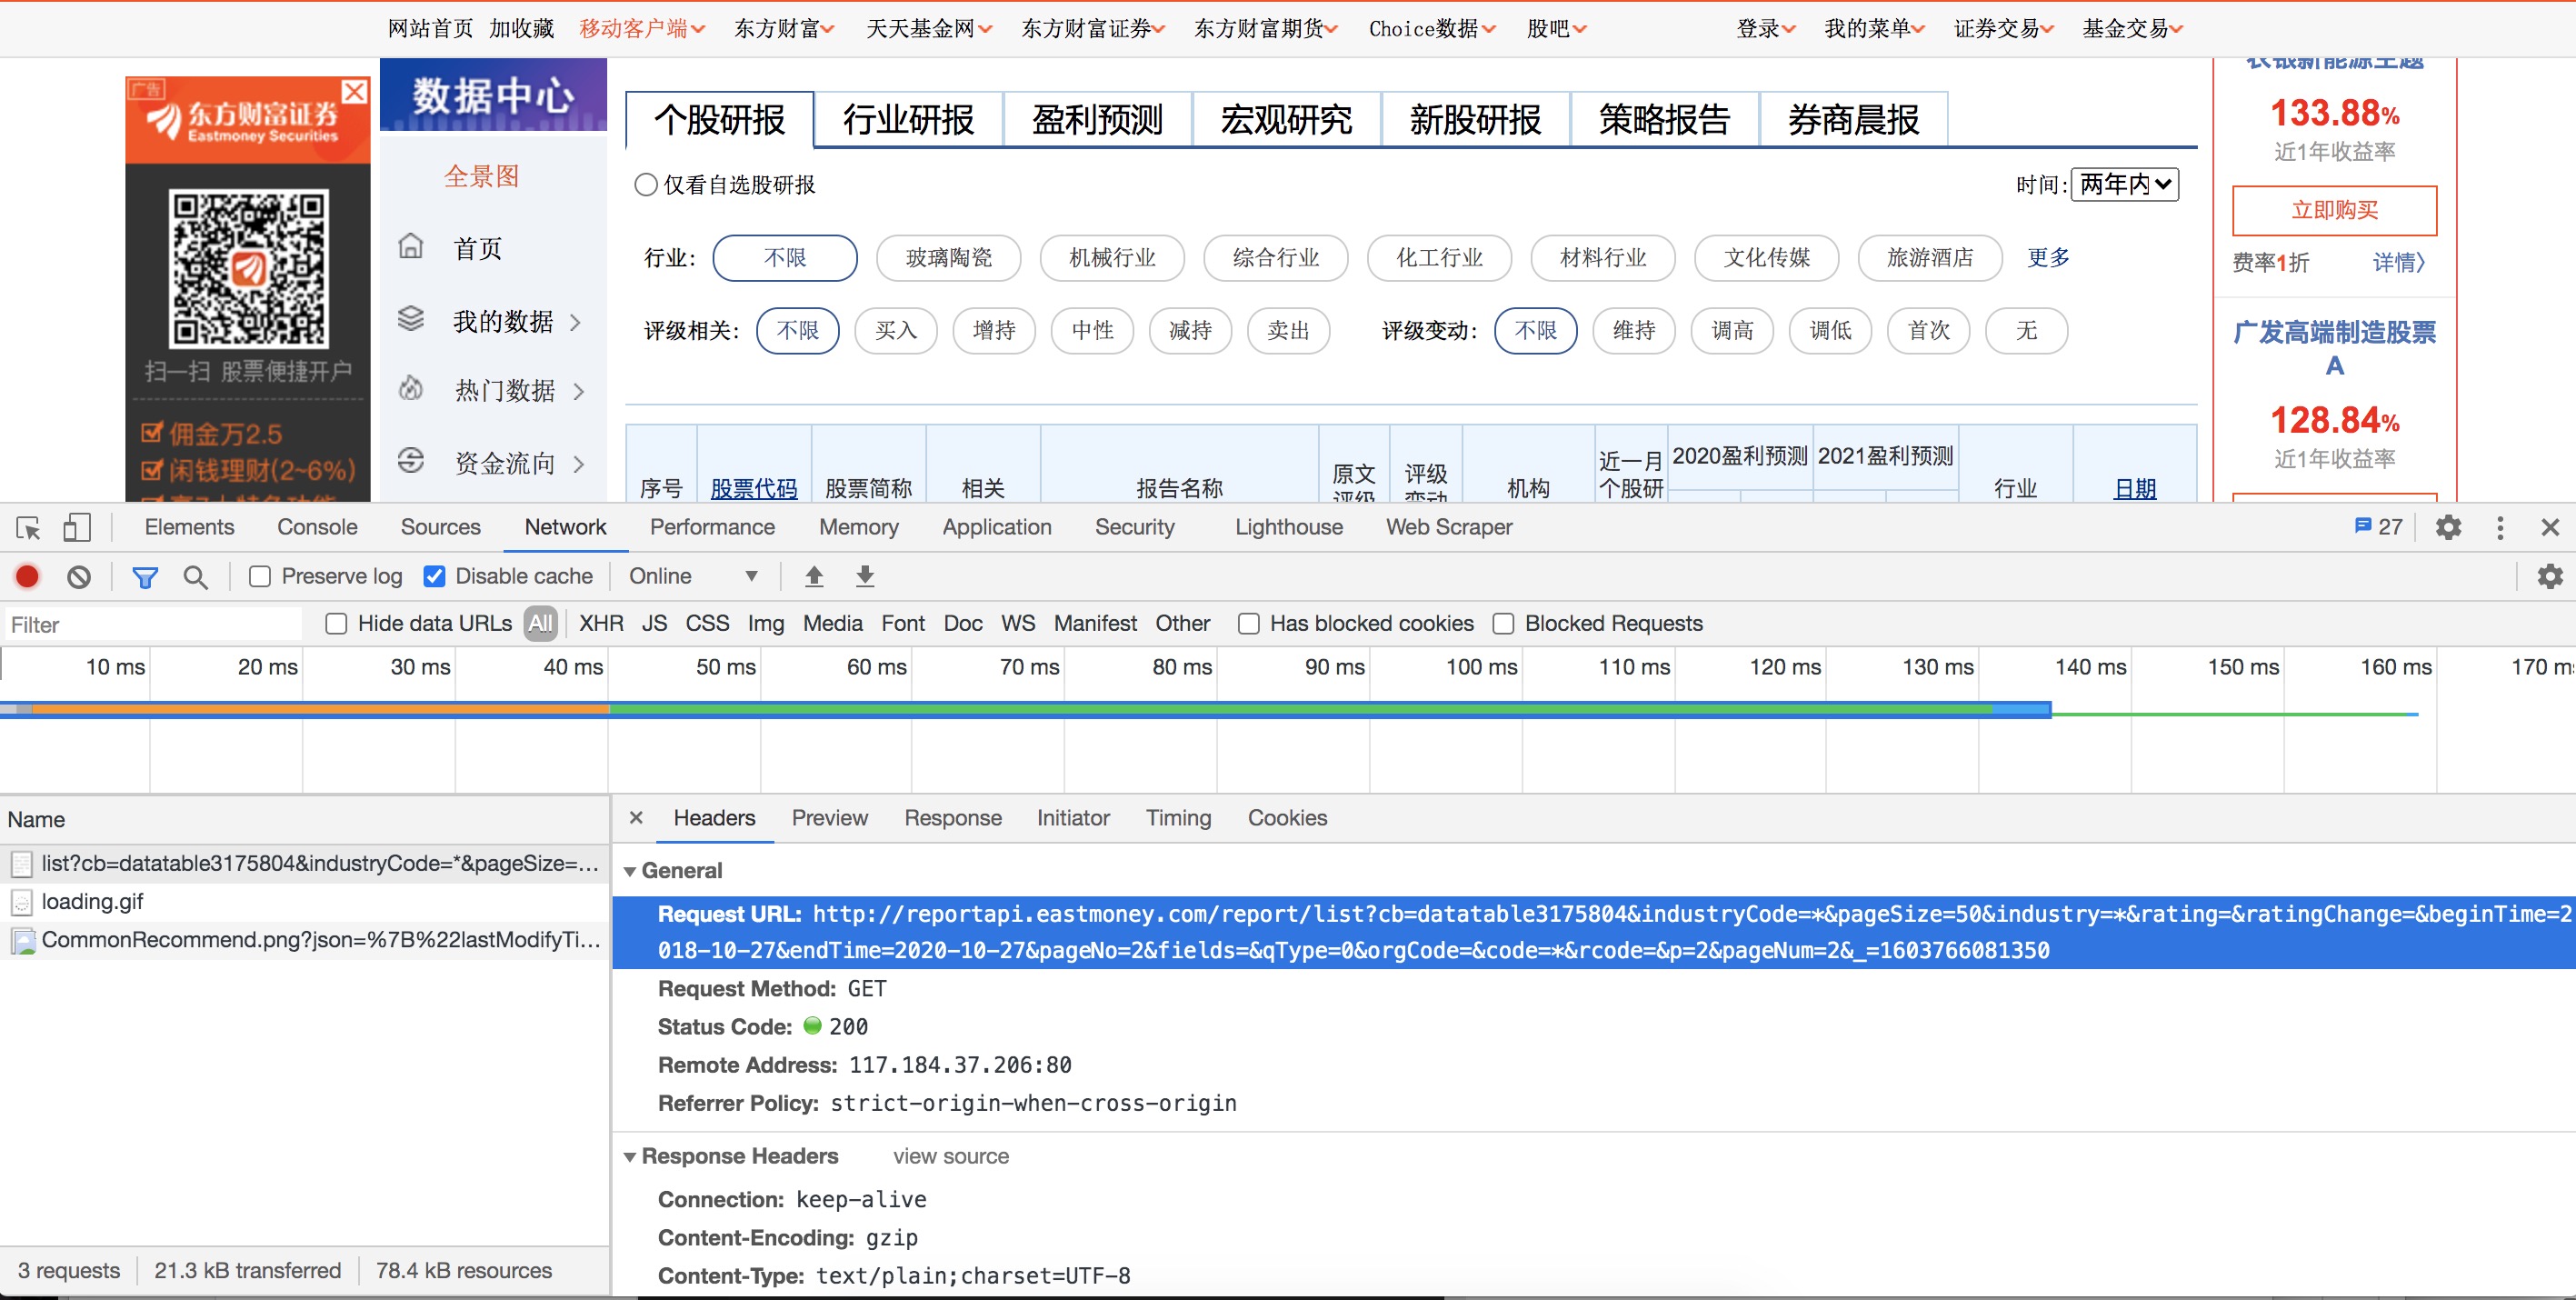 网站首页 加收藏 移动客户端 东方财富 天天基金网 东方财富证券 东方财富期货 Choice数据 股吧 登录 我的菜单 证券交易 基金交易
广告
东方财富证券
Eastmoney Securities
扫一扫 股票便捷开户
佣金万2.5
闲钱理财(2~6%)
数据中心
全景图
首页
我的数据
热门数据
资金流向
个股研报 行业研报 盈利预测 宏观研究 新股研报 策略报告 券商晨报
仅看自选股研报 时间: 两年内
行业: 不限 玻璃陶瓷 机械行业 综合行业 化工行业 材料行业 文化传媒 旅游酒店 更多
评级相关: 不限 买入 增持 中性 减持 卖出 评级变动: 不限 维持 调高 调低 首次 无
序号 股票代码 股票简称 相关 报告名称 原文评级 评级变动 机构 近一月个股研 2020盈利预测 2021盈利预测 行业 日期
农银新能源主题
133.88%
近1年收益率
立即购买
费率1折 详情
广发高端制造股票
A
128.84%
近1年收益率
Elements Console Sources Network Performance Memory Application Security Lighthouse Web Scraper 27
Preserve log Disable cache Online
Filter Hide data URLs All XHR JS CSS Img Media Font Doc WS Manifest Other Has blocked cookies Blocked Requests
10 ms 20 ms 30 ms 40 ms 50 ms 60 ms 70 ms 80 ms 90 ms 100 ms 110 ms 120 ms 130 ms 140 ms 150 ms 160 ms 170 m
Name
list?cb=datatable3175804&industryCode=*&pageSize=...
loading.gif
CommonRecommend.png?json=%7B%22lastModifyTi...
3 requests 21.3 kB transferred 78.4 kB resources
Headers Preview Response Initiator Timing Cookies
General
Request URL: http://reportapi.eastmoney.com/report/list?cb=datatable3175804&industryCode=*&pageSize=50&industry=*&rating=&ratingChange=&beginTime=2
018-10-27&endTime=2020-10-27&pageNo=2&fields=&qType=0&orgCode=&code=*&rcode=&p=2&pageNum=2&_=1603766081350
Request Method: GET
Status Code: 200
Remote Address: 117.184.37.206:80
Referrer Policy: strict-origin-when-cross-origin
Response Headers view source
Connection: keep-alive
Content-Encoding: gzip
Content-Type: text/plain;charset=UTF-8